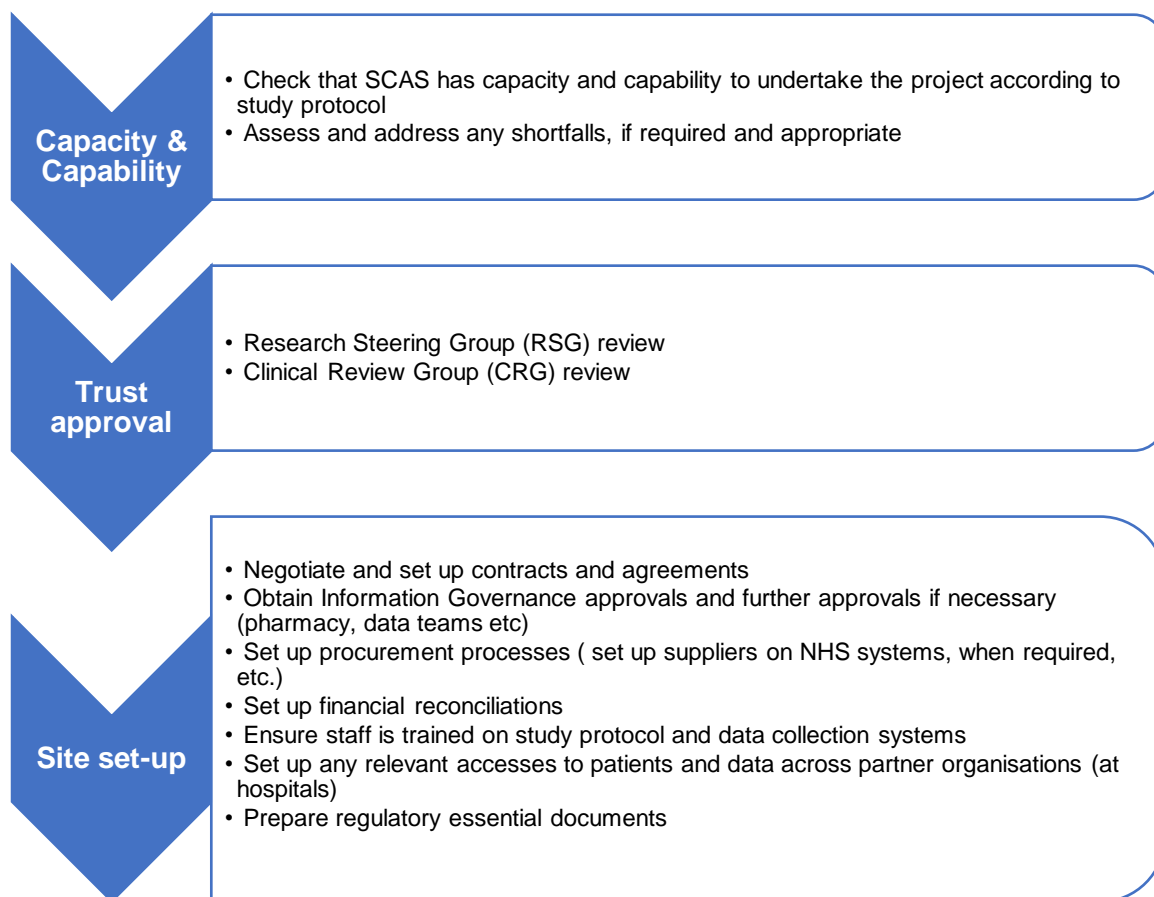 Capacity &
Capability
• Check that SCAS has capacity and capability to undertake the project according to
study protocol
• Assess and address any shortfalls, if required and appropriate
Trust
approval
• Research Steering Group (RSG) review
• Clinical Review Group (CRG) review
Site set-up
• Negotiate and set up contracts and agreements
• Obtain Information Governance approvals and further approvals if necessary
(pharmacy, data teams etc)
• Set up procurement processes ( set up suppliers on NHS systems, when required,
etc.)
• Set up financial reconciliations
• Ensure staff is trained on study protocol and data collection systems
• Set up any relevant accesses to patients and data across partner organisations (at
hospitals)
• Prepare regulatory essential documents